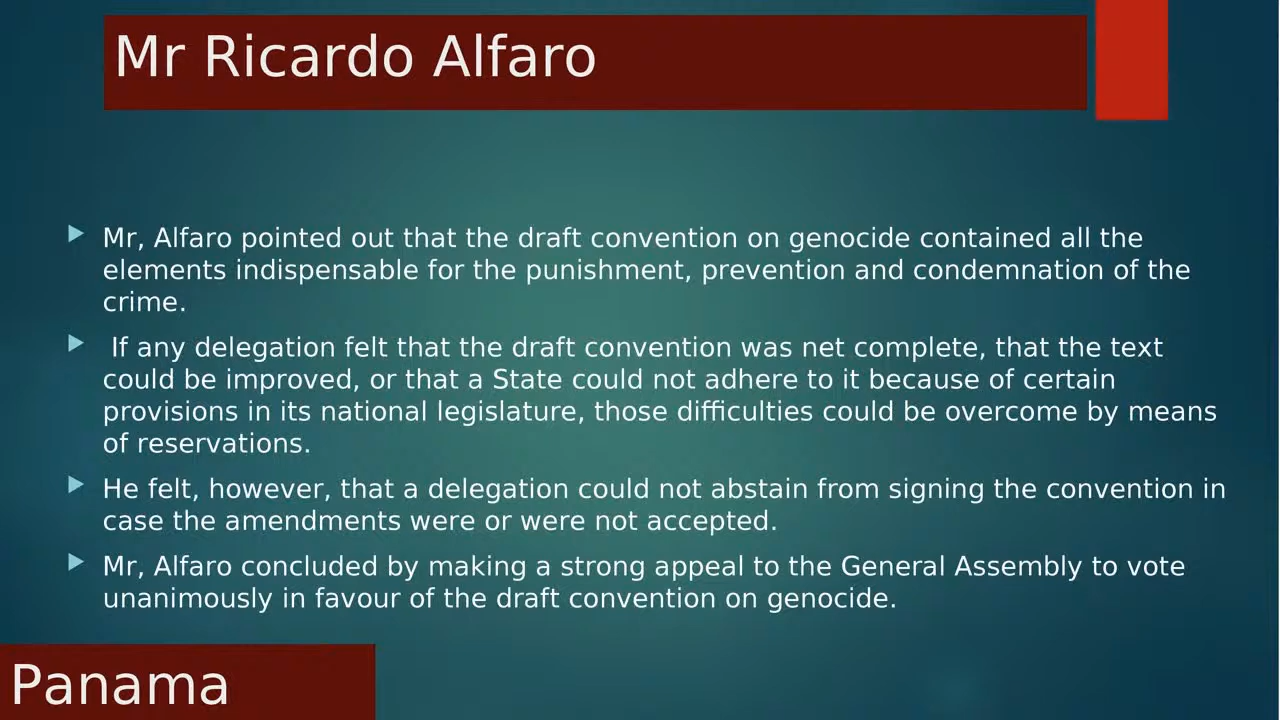 Mr Ricardo Alfaro
Mr, Alfaro pointed out that the draft convention on genocide contained all the
elements indispensable for the punishment, prevention and condemnation of the
crime.
If any delegation felt that the draft convention was net complete, that the text
could be improved, or that a State could not adhere to it because of certain
provisions in its national legislature, those difficulties could be overcome by means
of reservations.
He felt, however, that a delegation could not abstain from signing the convention in
case the amendments were or were not accepted.
Mr, Alfaro concluded by making a strong appeal to the General Assembly to vote
unanimously in favour of the draft convention on genocide.
Panama